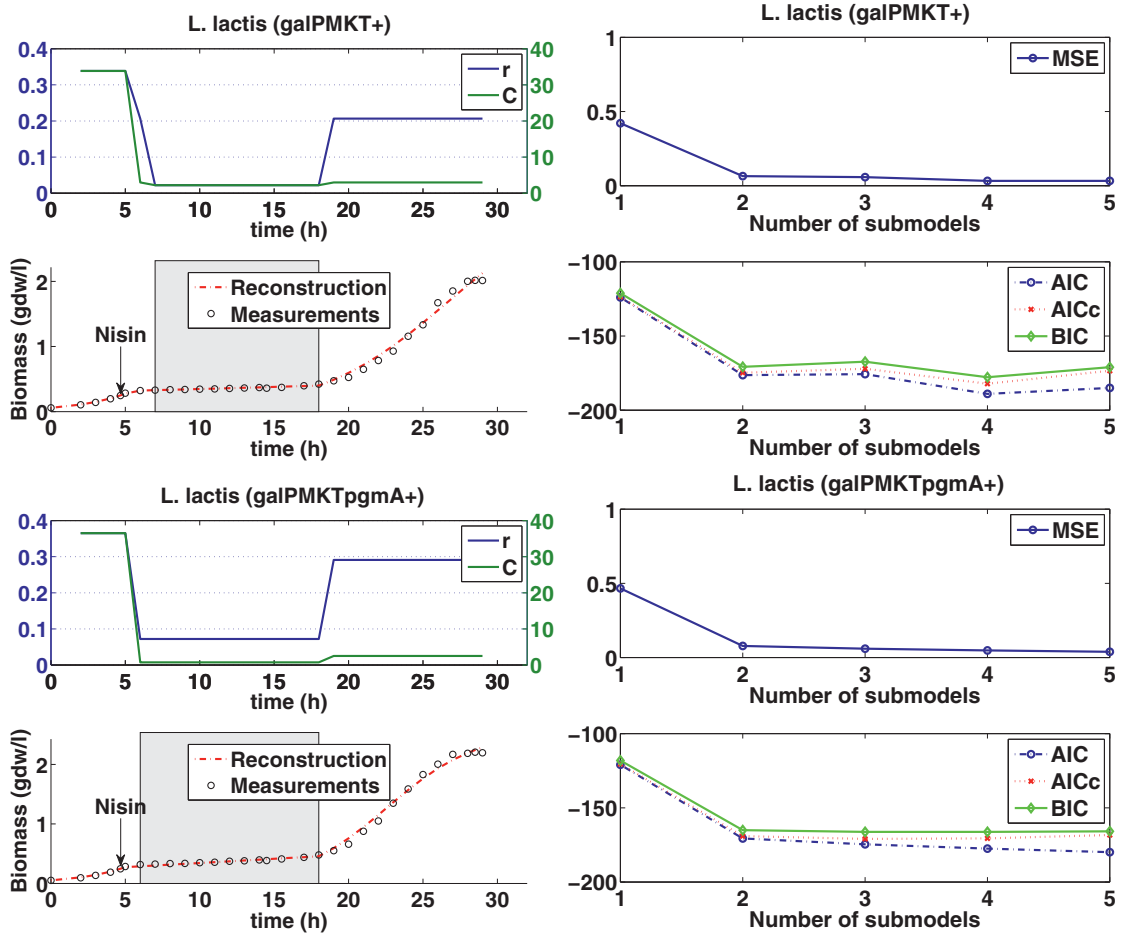 L. lactis (galPMKT+)
0.4
0.3
0.2
0.1
0
40
30
20
10
0
r
C
0 5 10 15 20 25 30
time (h)
L. lactis (galPMKT+)
1
0.5
0
MSE
1 2 3 4 5
Number of submodels
Biomass (gdw/l)
2
1
0
Nisin
Reconstruction
Measurements
0 5 10 15 20 25 30
time (h)
−100
−150
−200
AIC
AICc
BIC
1 2 3 4 5
Number of submodels
L. lactis (galPMKTpgmA+)
0.4
0.3
0.2
0.1
0
40
30
20
10
0
r
C
0 5 10 15 20 25 30
time (h)
L. lactis (galPMKTpgmA+)
1
0.5
0
MSE
1 2 3 4 5
Number of submodels
Biomass (gdw/l)
2
1
0
Nisin
Reconstruction
Measurements
0 5 10 15 20 25 30
time (h)
−100
−150
−200
AIC
AICc
BIC
1 2 3 4 5
Number of submodels